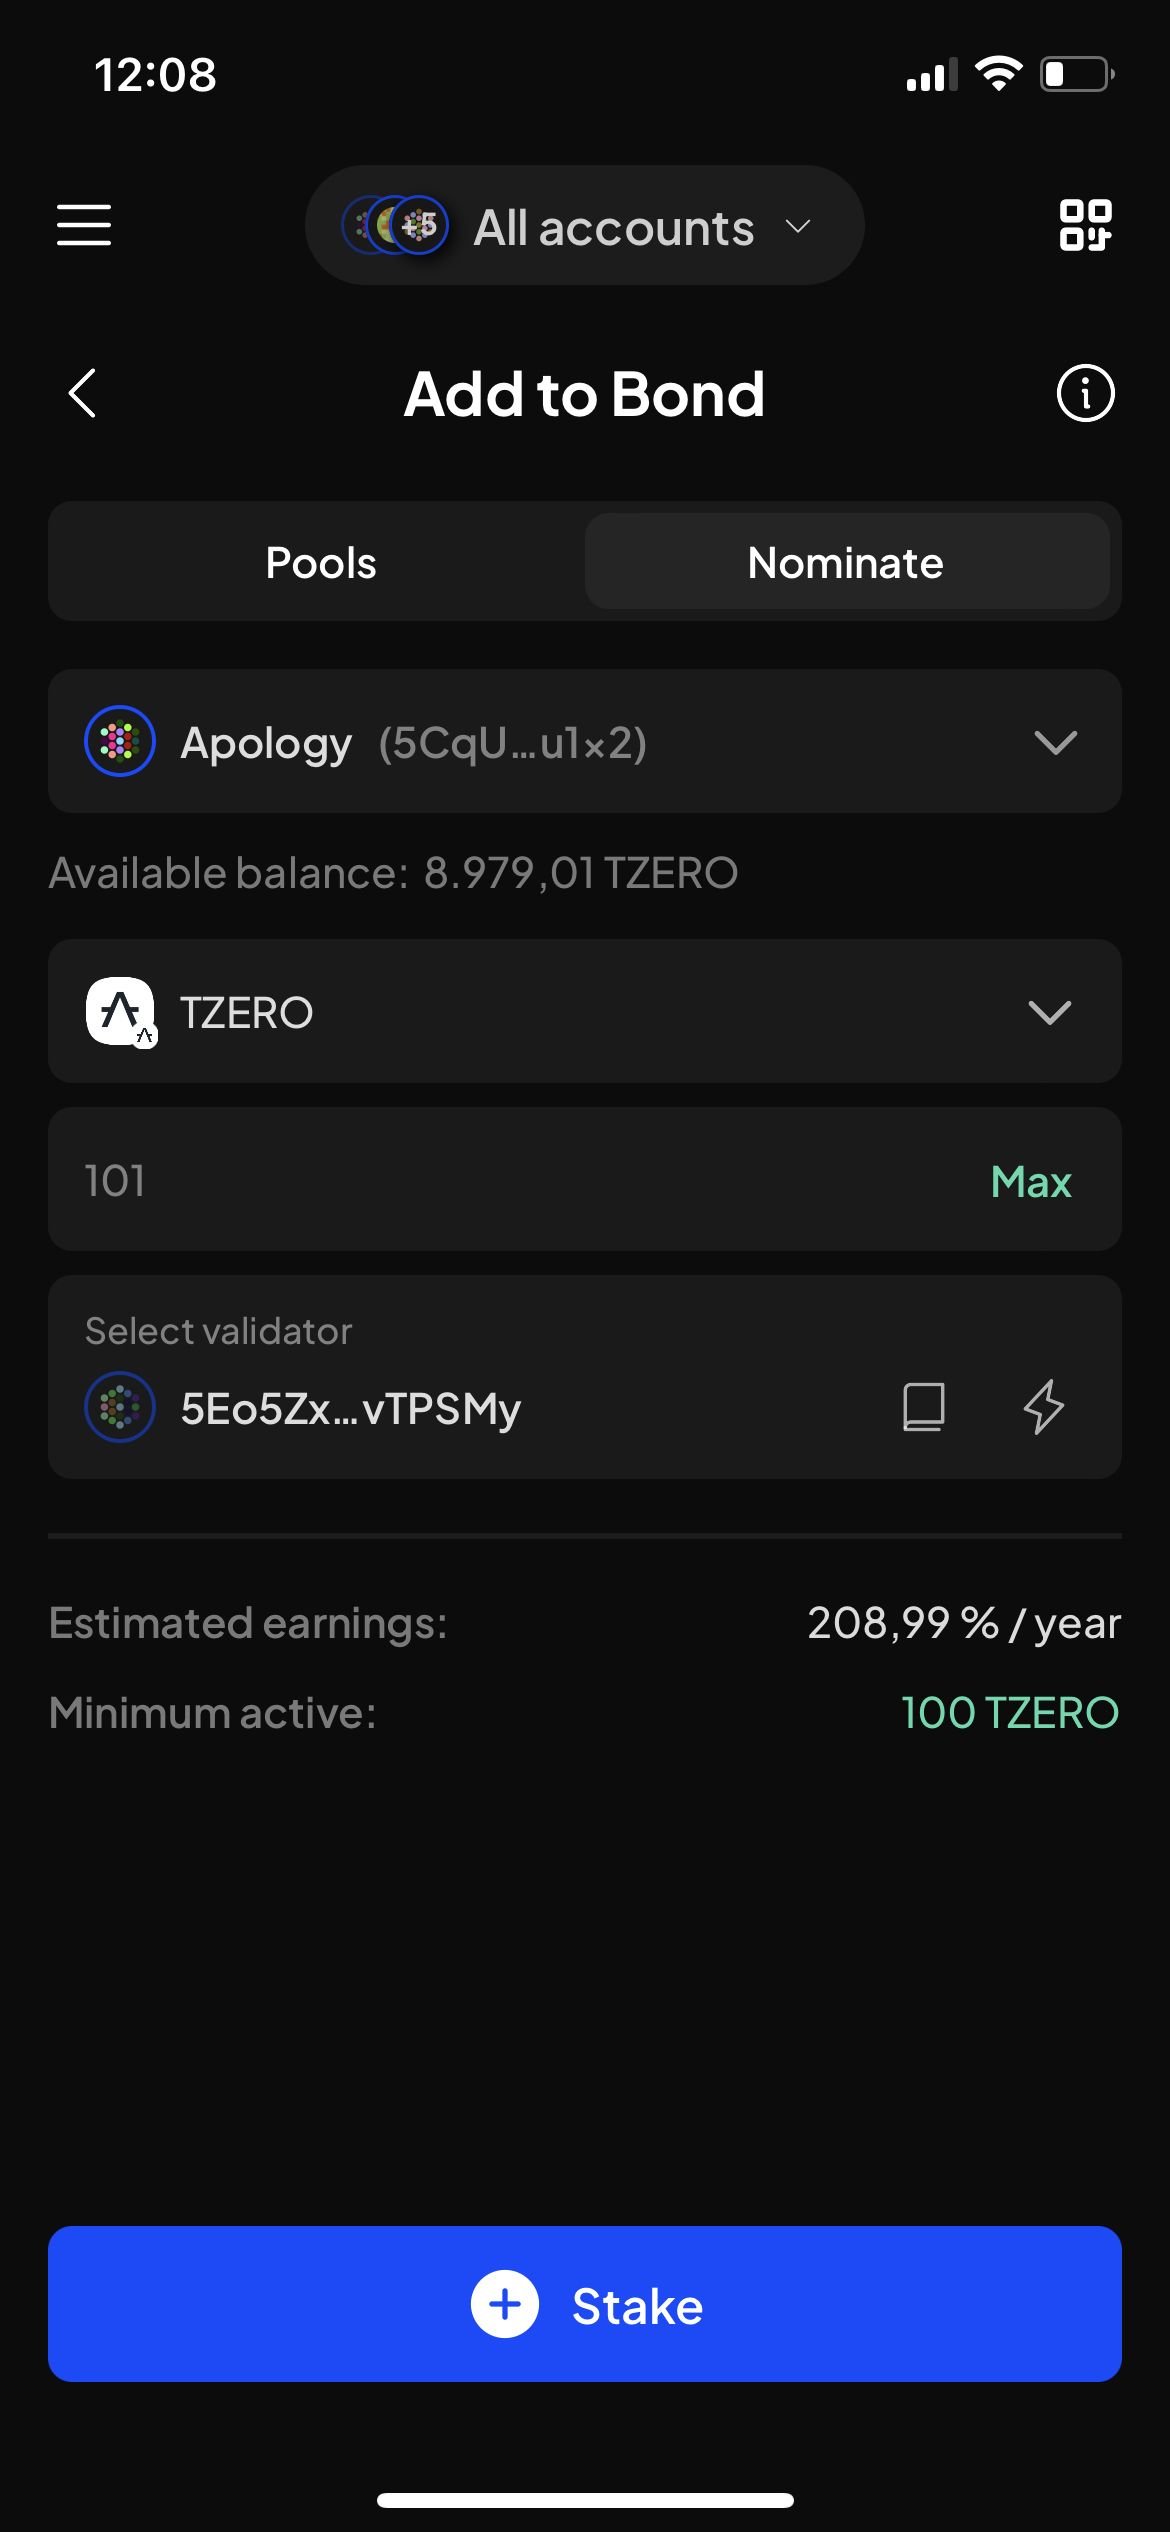 12:08
+5 All accounts
Add to Bond
Pools Nominate
Apology (5CqU...u1x2)
Available balance: 8.979,01 TZERO
TZERO
101 Max
Select validator
5Eo5Zx...vTPSMy
Estimated earnings: 208,99 % / year
Minimum active: 100 TZERO
Stake